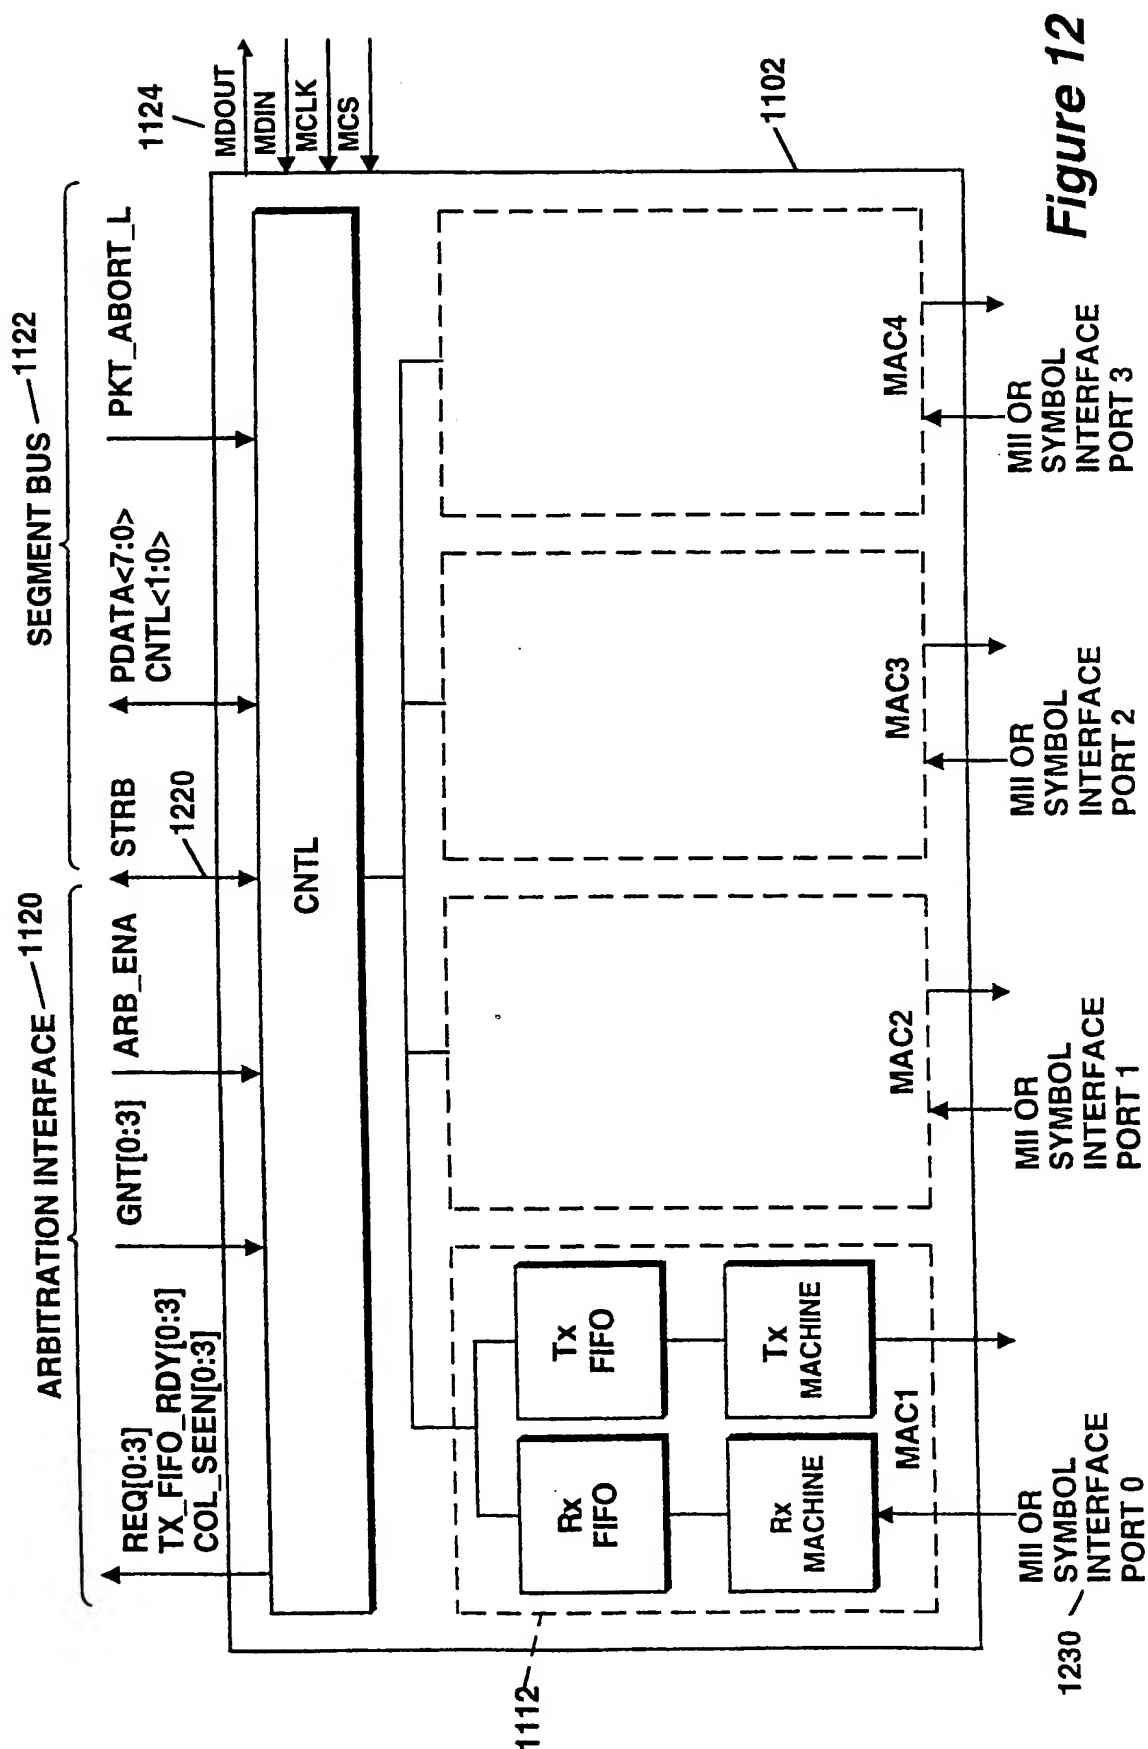 ARBITRATION INTERFACE 1120
SEGMENT BUS 1122
1124
REQ[0:3]
TX_FIFO_RDY[0:3]
COL_SEEN[0:3]
GNT[0:3]
ARB_ENA
STRB
1220
PDATA<7:0>
CNTL<1:0>
PKT_ABORT_L
MDOUT
MDIN
MCLK
MCS
CNTL
1102
1112
Rx
FIFO
Tx
FIFO
Rx
MACHINE
Tx
MACHINE
MAC1
MAC2
MAC3
MAC4
1230
MII OR
SYMBOL
INTERFACE
PORT 0
MII OR
SYMBOL
INTERFACE
PORT 1
MII OR
SYMBOL
INTERFACE
PORT 2
MII OR
SYMBOL
INTERFACE
PORT 3
Figure 12